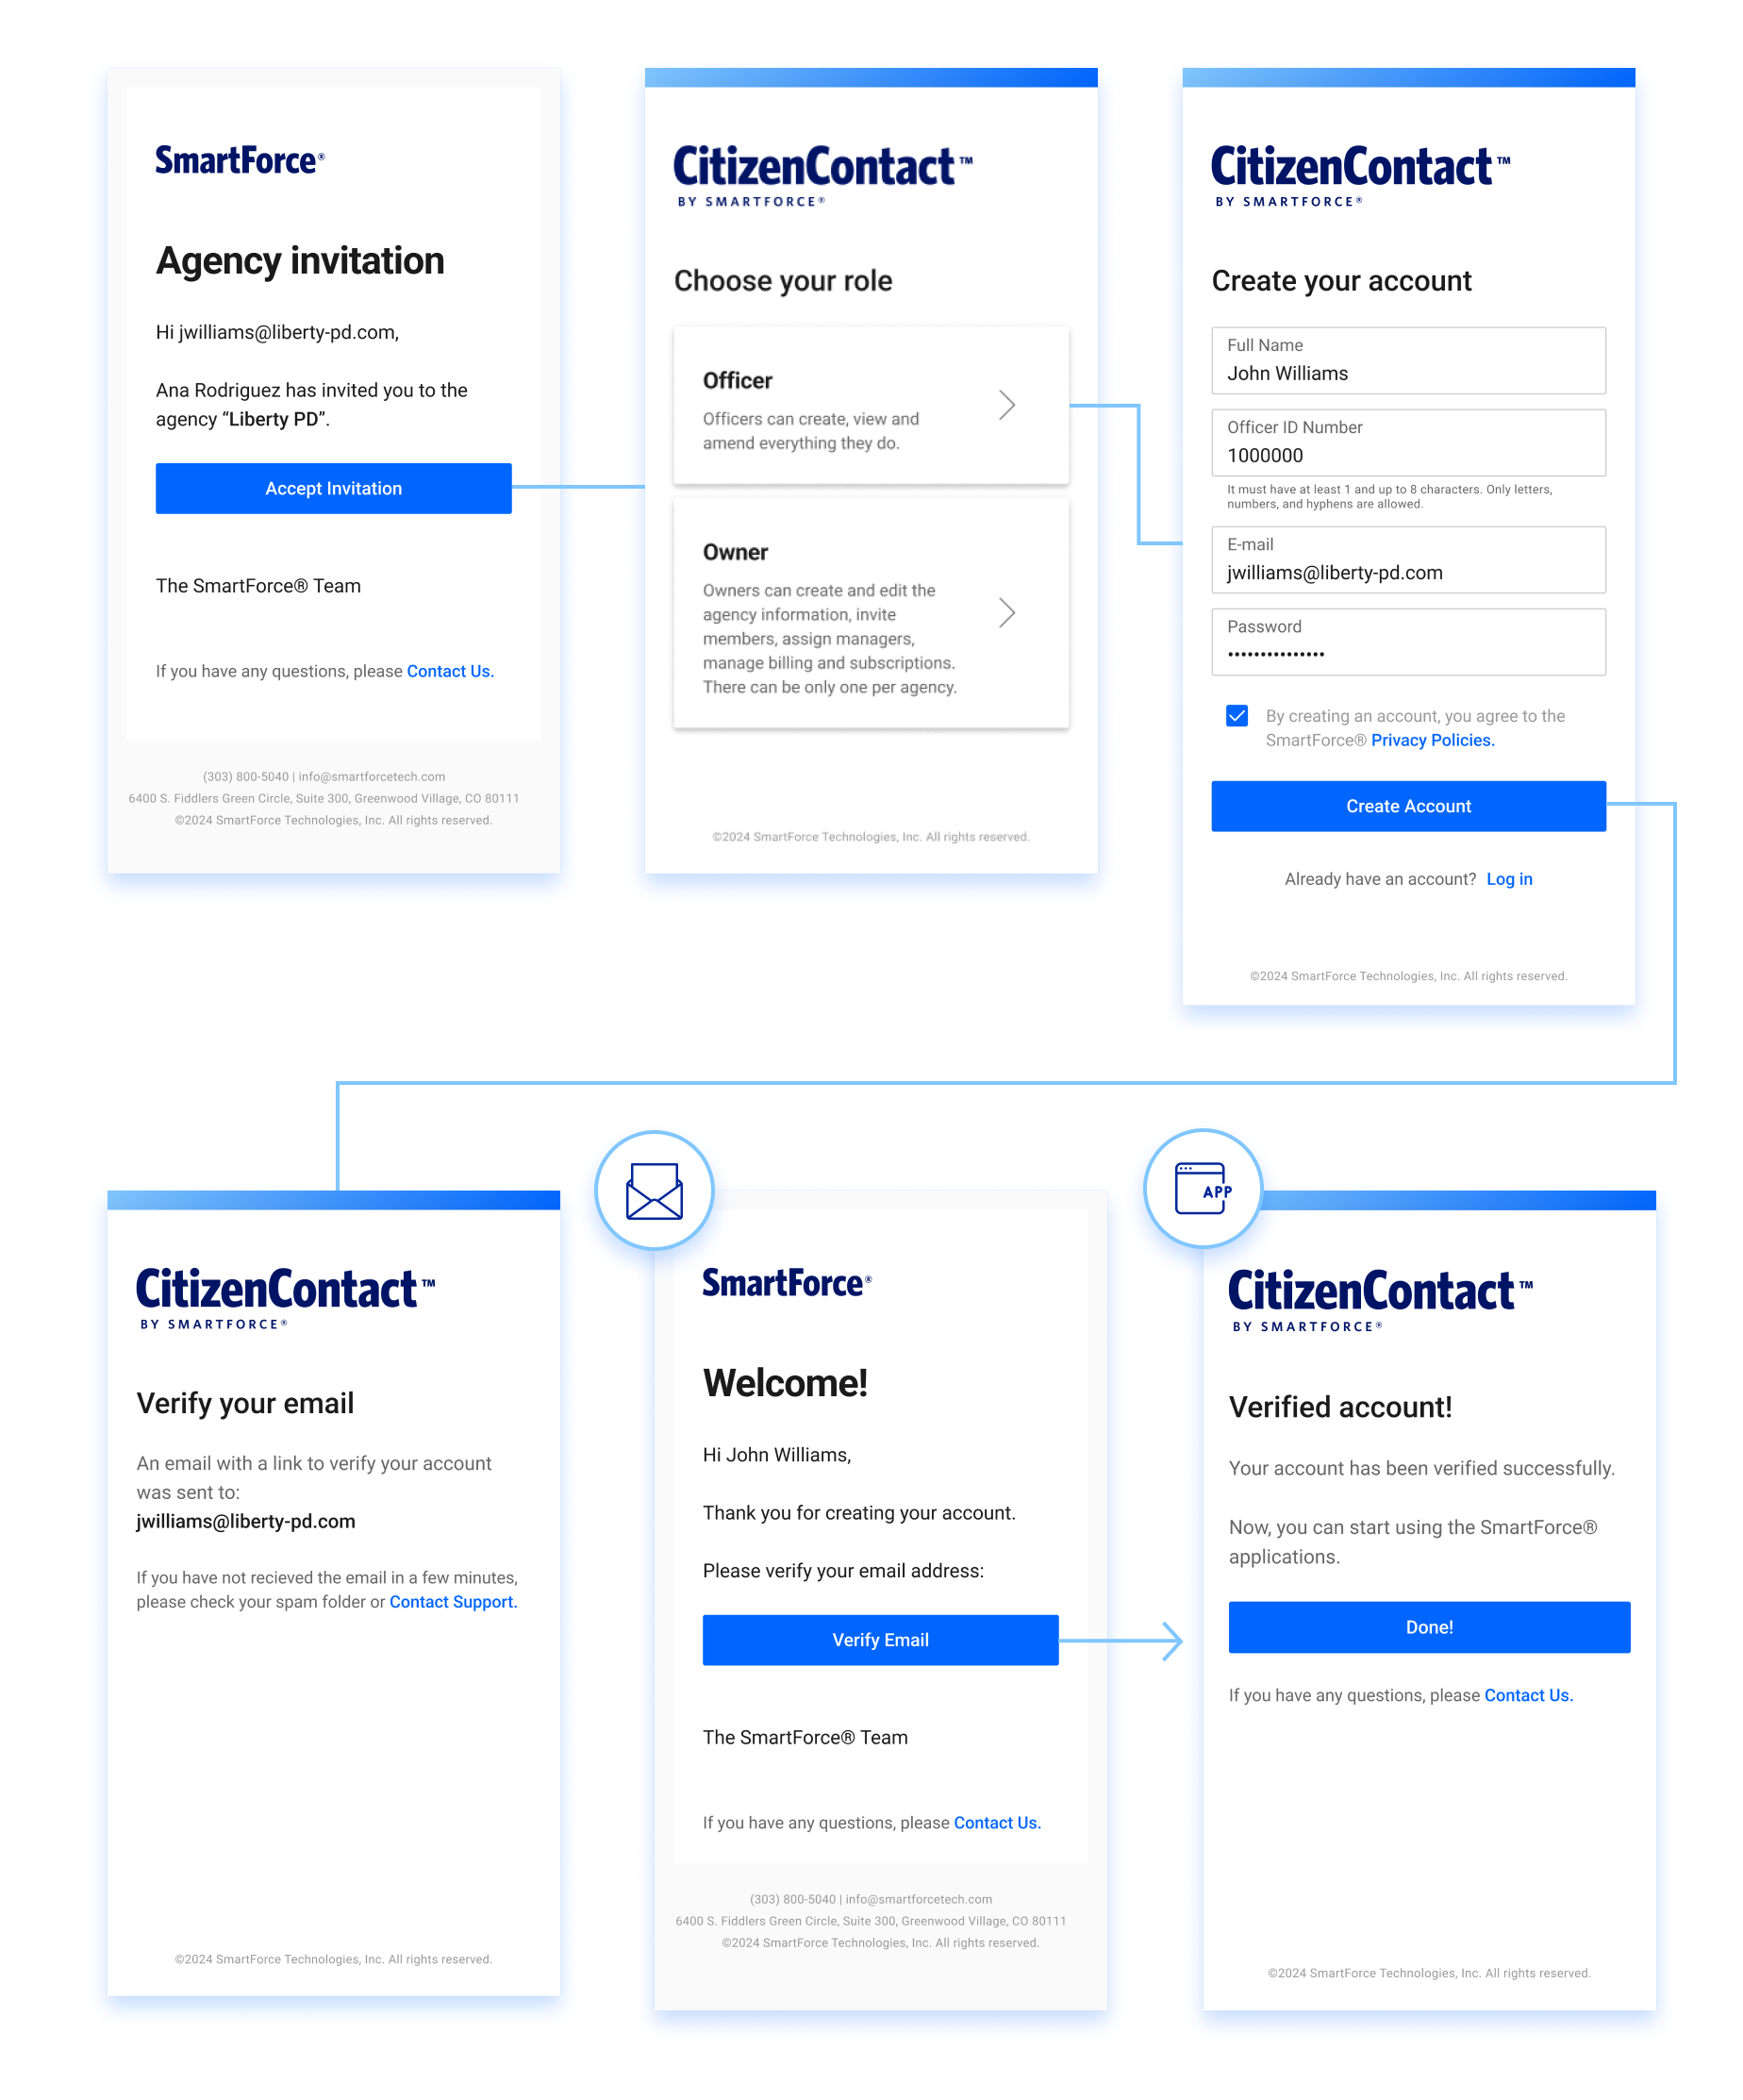 SmartForce®
Agency invitation
Hi jwilliams@liberty-pd.com,
Ana Rodriguez has invited you to the
agency “Liberty PD”.
Accept Invitation
The SmartForce® Team
If you have any questions, please Contact Us.
(303) 800-5040 | info@smartforcetech.com
6400 S. Fiddlers Green Circle, Suite 300, Greenwood Village, CO 80111
©2024 SmartForce Technologies, Inc. All rights reserved.
CitizenContact™
BY SMARTFORCE®
Choose your role
Officer
Officers can create, view and
amend everything they do.
Owner
Owners can create and edit the
agency information, invite
members, assign managers,
manage billing and subscriptions.
There can be only one per agency.
©2024 SmartForce Technologies, Inc. All rights reserved.
CitizenContact™
BY SMARTFORCE®
Create your account
Full Name
John Williams
Officer ID Number
1000000
It must have at least 1 and up to 8 characters. Only letters,
numbers, and hyphens are allowed.
E-mail
jwilliams@liberty-pd.com
Password
•••••••••••••••
By creating an account, you agree to the
SmartForce® Privacy Policies.
Create Account
Already have an account? Log in
©2024 SmartForce Technologies, Inc. All rights reserved.
CitizenContact™
BY SMARTFORCE®
Verify your email
An email with a link to verify your account
was sent to:
jwilliams@liberty-pd.com
If you have not recieved the email in a few minutes,
please check your spam folder or Contact Support.
©2024 SmartForce Technologies, Inc. All rights reserved.
SmartForce®
Welcome!
Hi John Williams,
Thank you for creating your account.
Please verify your email address:
Verify Email
The SmartForce® Team
If you have any questions, please Contact Us.
(303) 800-5040 | info@smartforcetech.com
6400 S. Fiddlers Green Circle, Suite 300, Greenwood Village, CO 80111
©2024 SmartForce Technologies, Inc. All rights reserved.
APP
CitizenContact™
BY SMARTFORCE®
Verified account!
Your account has been verified successfully.
Now, you can start using the SmartForce®
applications.
Done!
If you have any questions, please Contact Us.
©2024 SmartForce Technologies, Inc. All rights reserved.